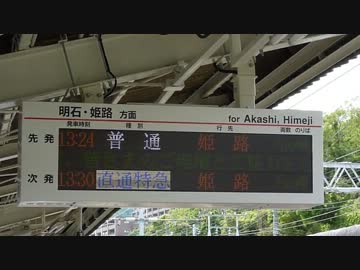 明石・姫路 方面
for Akashi, Himeji
発車時刻 種別 行先 両数 のりば
先発 13:24 普通 姫路
次発 13:30 直通特急 姫路